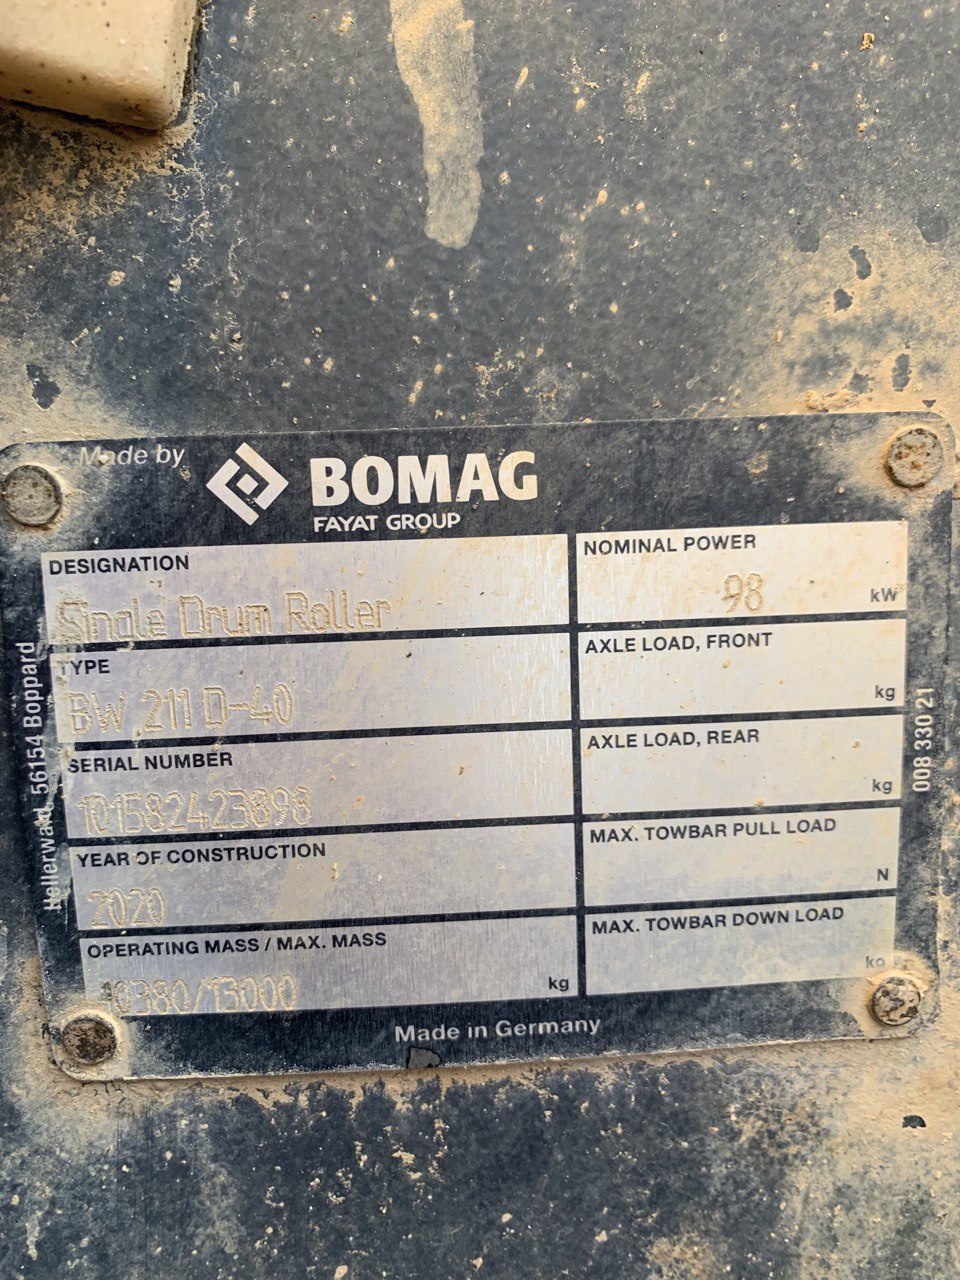 Made by
BOMAG
FAYAT GROUP
DESIGNATION
Single Drum Roller
TYPE
BW 211 D-40
SERIAL NUMBER
101582423898
YEAR OF CONSTRUCTION
2020
OPERATING MASS / MAX. MASS
10380/13000 kg
NOMINAL POWER
98 kW
AXLE LOAD, FRONT
kg
AXLE LOAD, REAR
kg
MAX. TOWBAR PULL LOAD
N
MAX. TOWBAR DOWN LOAD
kg
Made in Germany
Hellerwald, 56154 Boppard
008 330 21